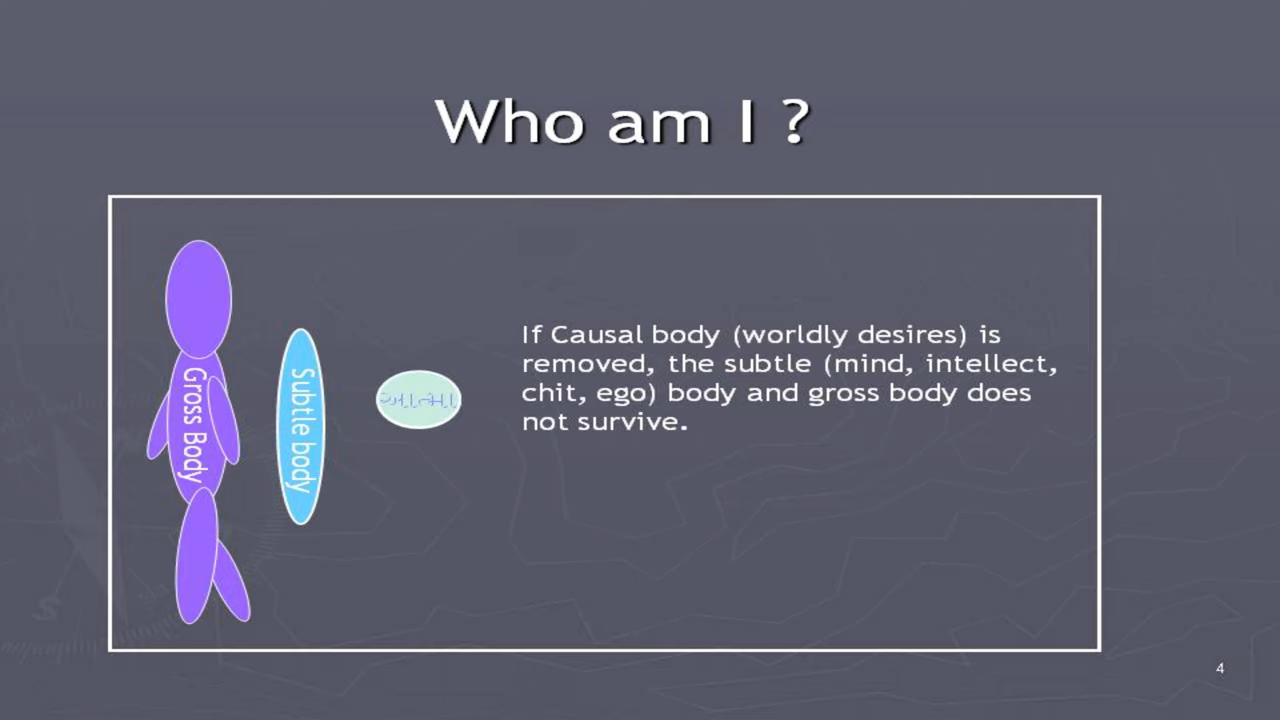 Who am I ?
Gross Body
Subtle body
If Causal body (worldly desires) is
removed, the subtle (mind, intellect,
chit, ego) body and gross body does
not survive.
4